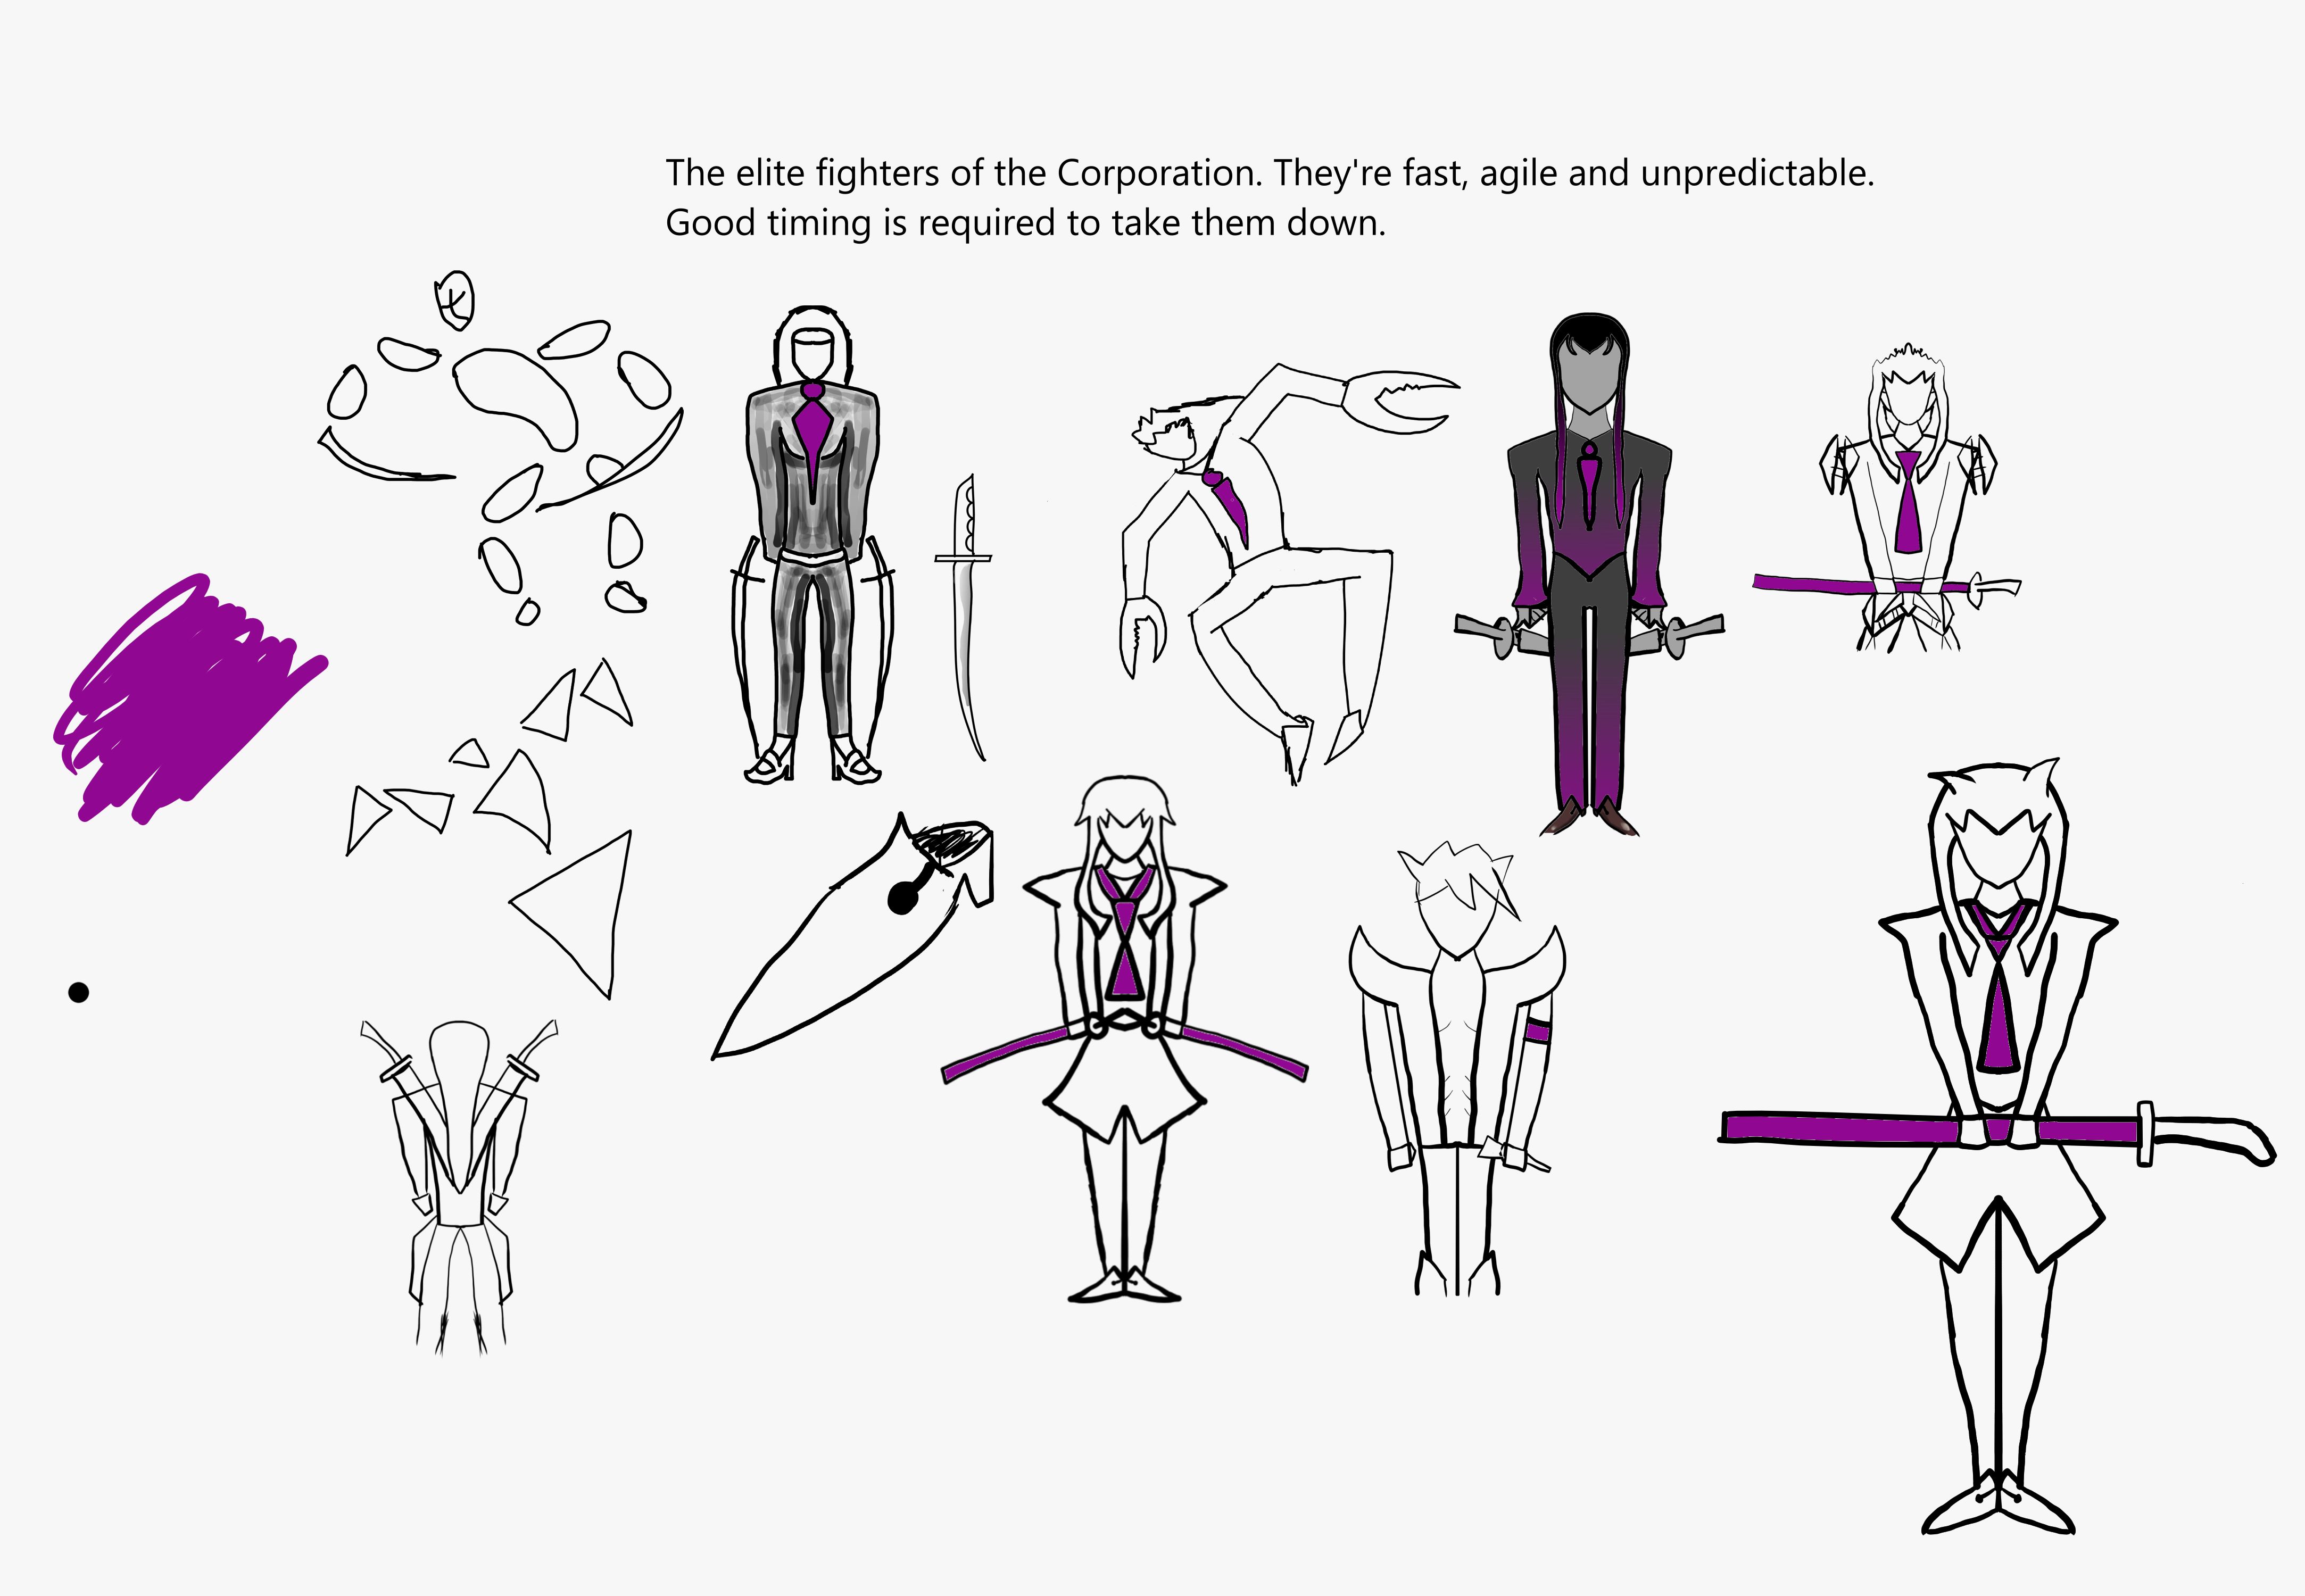 The elite fighters of the Corporation. They're fast, agile and unpredictable.
Good timing is required to take them down.